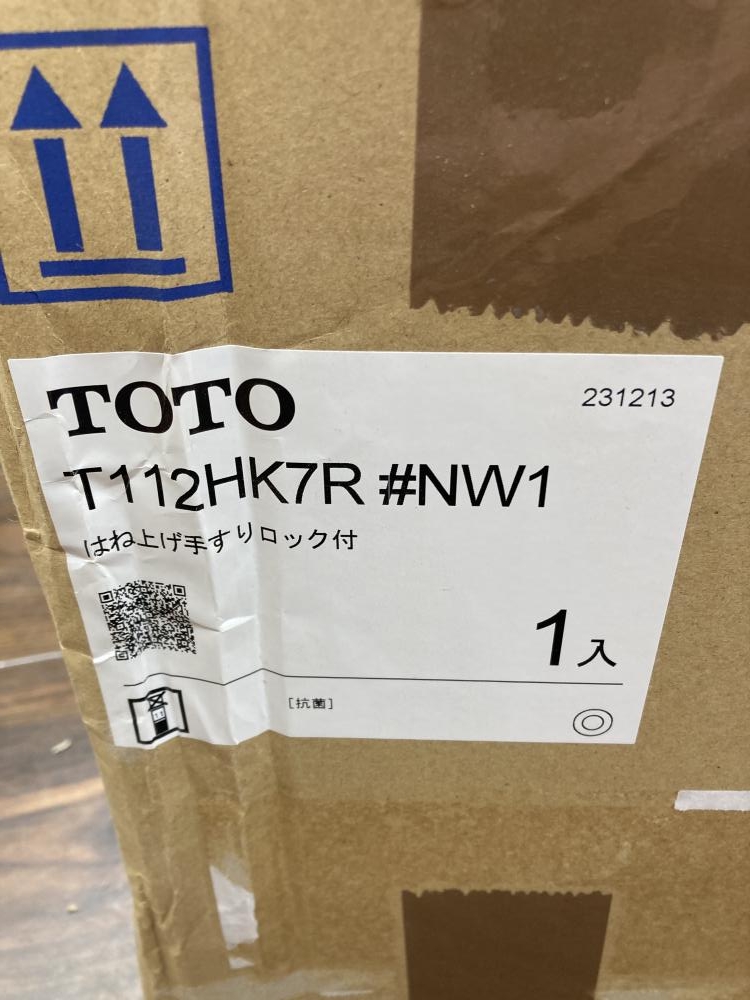 TOTO
231213
T112HK7R #NW1
はね上げ手すりロック付
1入
[抗菌]